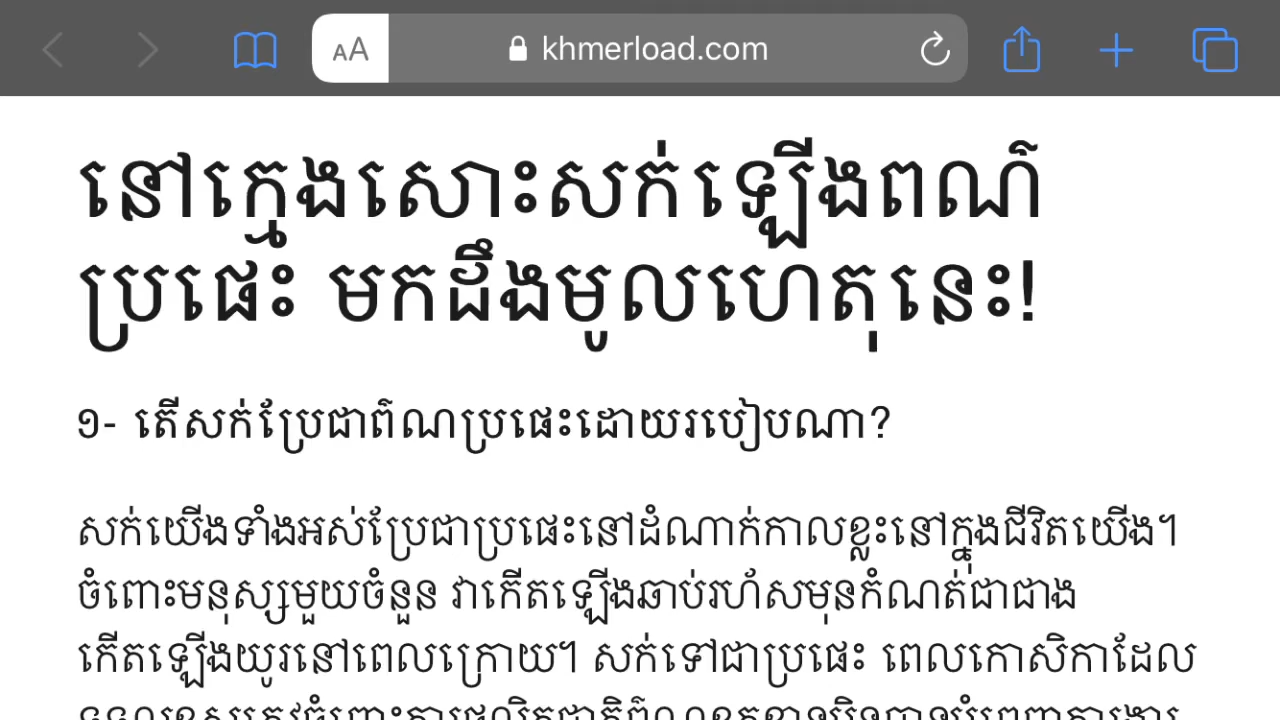 AA khmerload.com
នៅក្មេងសោះសក់ឡើងពណ៌
ប្រផេះ មកដឹងមូលហេតុនេះ!
១- តើសក់ប្រែជាព៌ណប្រផេះដោយរបៀបណា?
សក់យើងទាំងអស់ប្រែជាប្រផេះនៅដំណាក់កាលខ្លះនៅក្នុងជីវិតយើង។
ចំពោះមនុស្សមួយចំនួន វាកើតឡើងឆាប់រហ័សមុនកំណត់ជាជាង
កើតឡើងយូរនៅពេលក្រោយ។ សក់ទៅជាប្រផេះ ពេលកោសិកាដែល